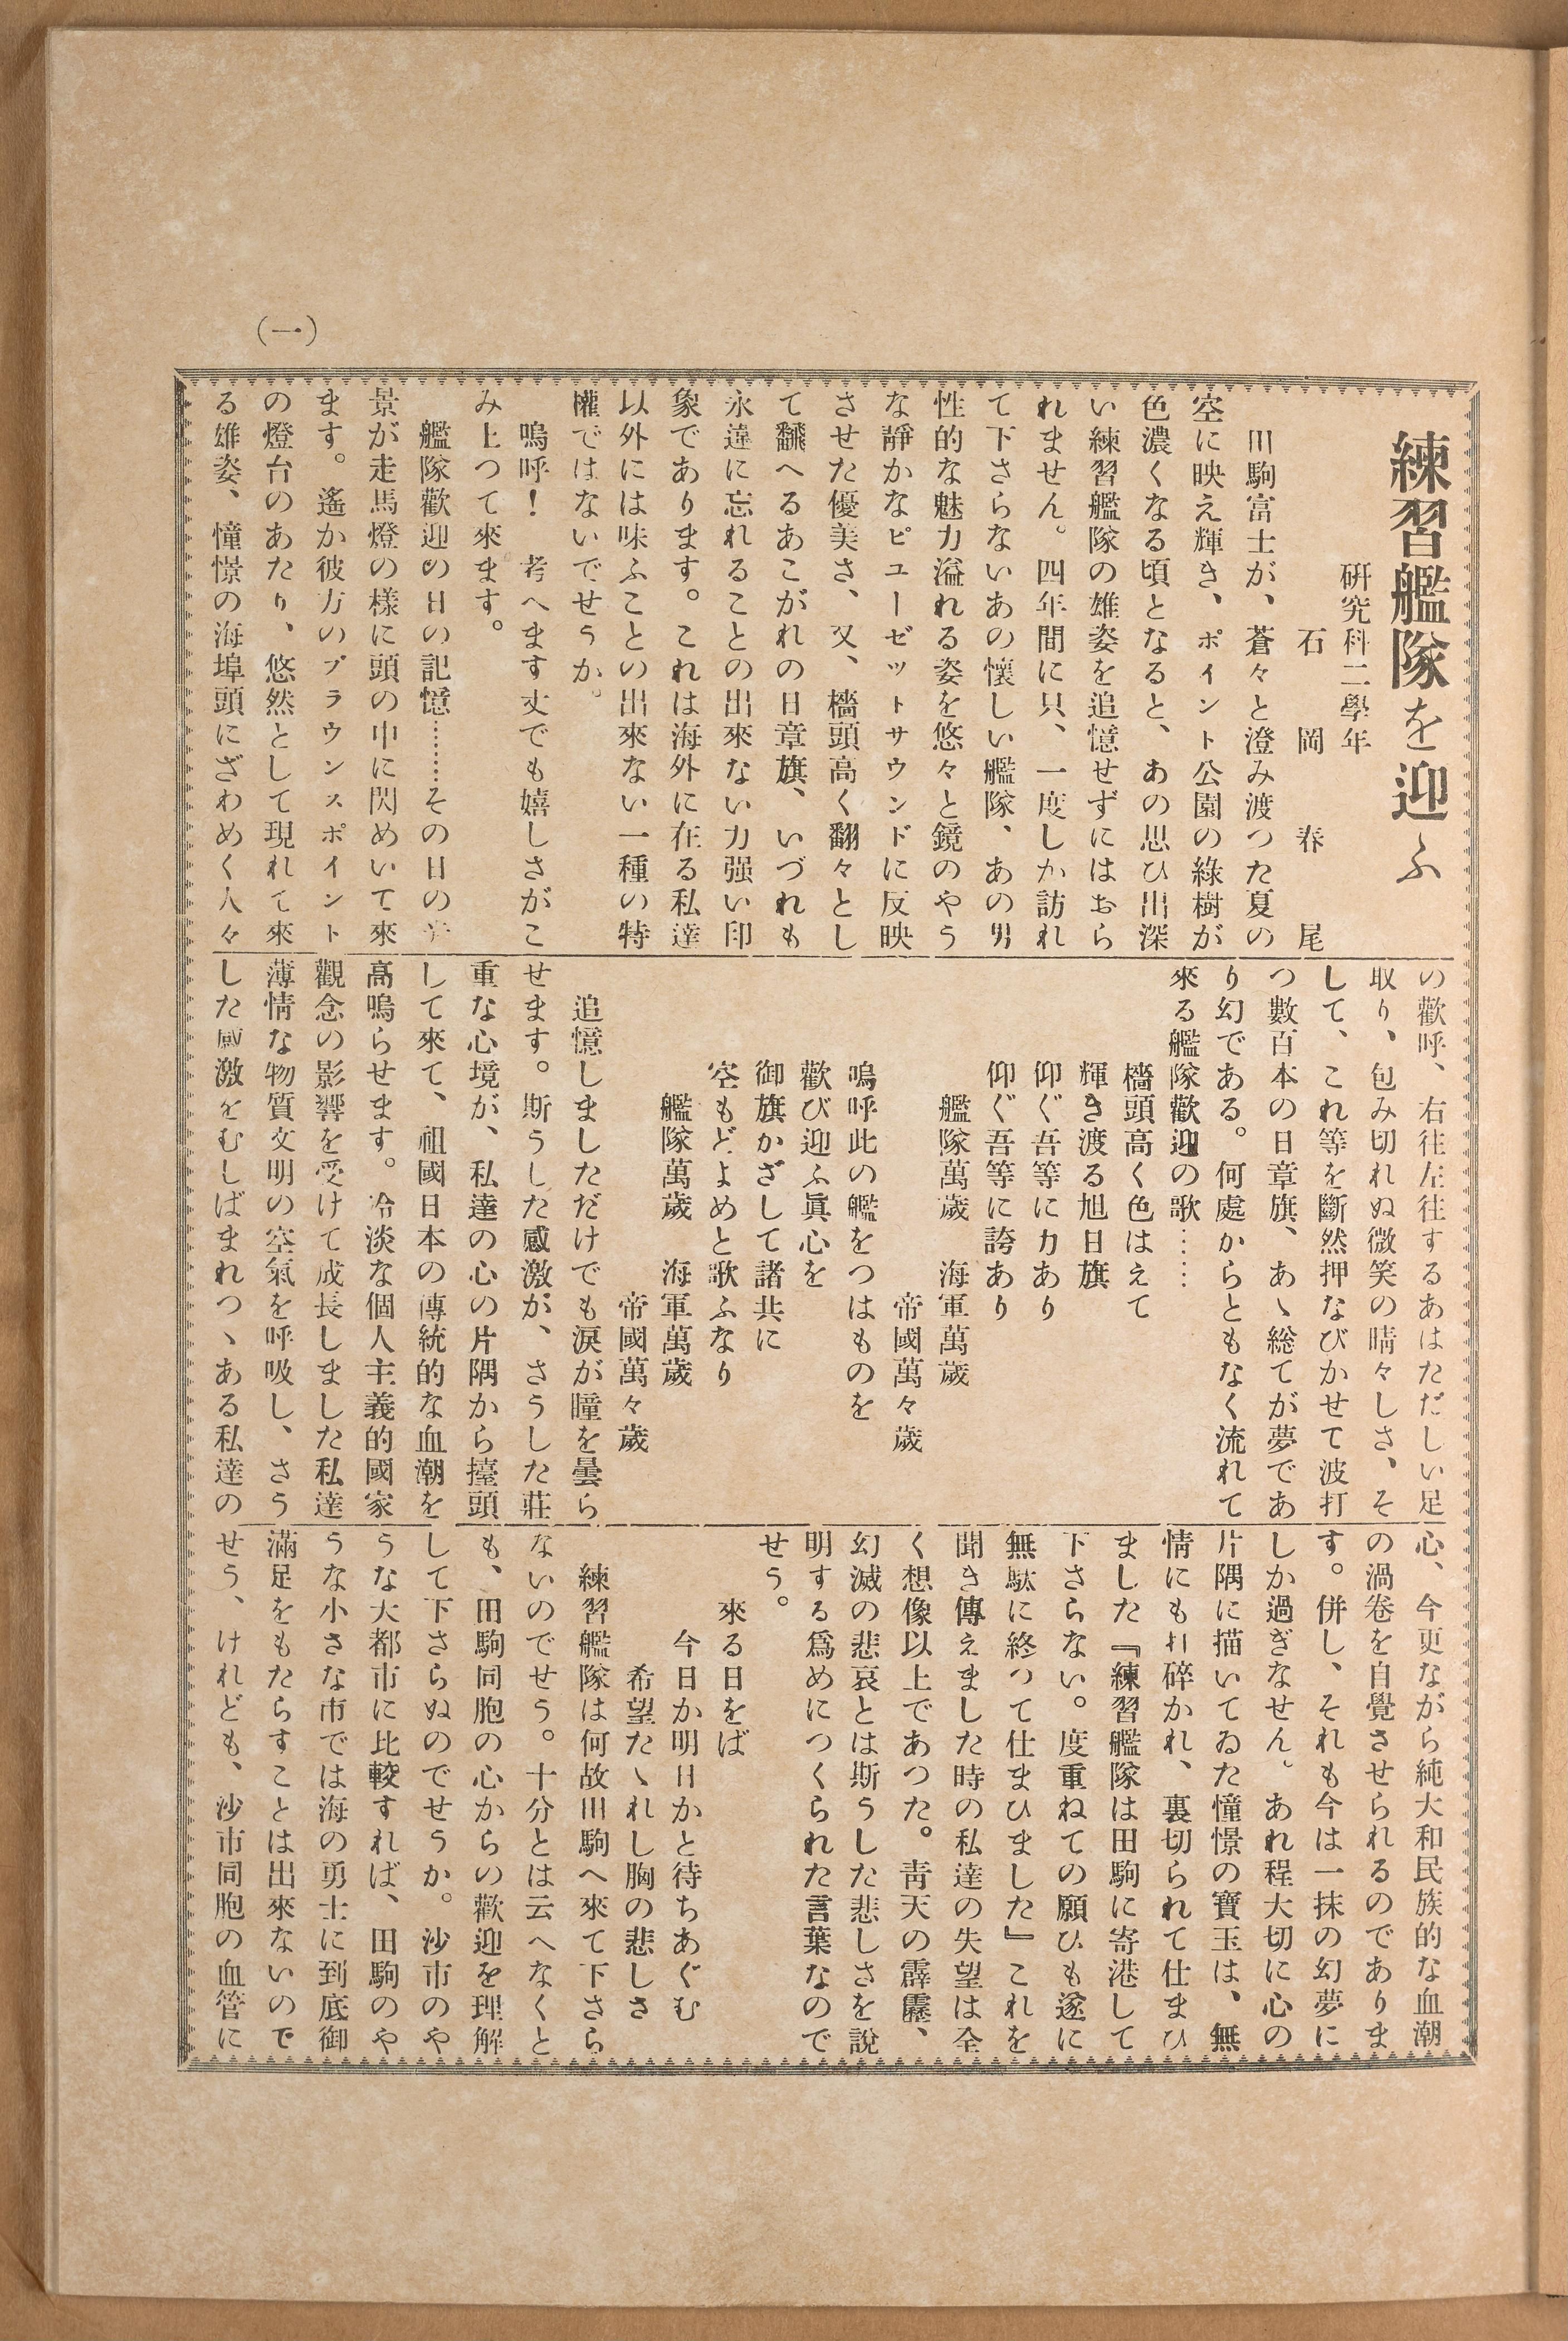 練習艦隊を迎ふ
硏究科二學年
石岡春尾
田駒富士が、蒼々と澄み渡つた夏の
空に映え輝き、ポイント公園の綠樹が
色濃くなる頃となると、あの思ひ出深
い練習艦隊の雄姿を追憶せずにはおら
れません。四年間に只、一度しか訪れ
て下さらないあの懷しい艦隊、あの男
性的な魅力溢れる姿を悠々と鏡のやう
な靜かなピユーゼツトサウンドに反映
させた優美さ、又、檣頭高く翻々とし
て飜へるあこがれの日章旗、いづれも
永遠に忘れることの出來ない力强い印
象であります。これは海外に在る私達
以外には味ふことの出來ない一種の特
權ではないでせうか。
嗚呼！考へます丈でも嬉しさがこ
み上つて來ます。
艦隊歡迎の日の記憶……その日の
景が走馬燈の樣に頭の中に閃めいて來
ます。遙か彼方のブラウンスポイント
の燈台のあたり、悠然として現れて來
る雄姿、憧憬の海埠頭にざわめく人々
の歡呼、右往左往するあはただしい足
取り、包み切れぬ微笑の晴々しさ、そ
して、これ等を斷然押なびかせて波打
つ數百本の日章旗、あゝ総てが夢であ
り幻である。何處からともなく流れて
來る艦隊歡迎の歌……
檣頭高く色はえて
輝き渡る旭日旗
仰ぐ吾等に力あり
仰ぐ吾等に誇あり
艦隊萬歲　海軍萬歲
帝國萬々歲
嗚呼此の艦をつはものを
歡び迎ふ眞心を
御旗かざして諸共に
空もどよめと歌ふなり
艦隊萬歲　海軍萬歲
帝國萬々歲
追憶しましただけでも淚が瞳を曇ら
せます。斯うした感激が、さうした莊
重な心境が、私達の心の片隅から擡頭
して來て、祖國日本の傳統的な血潮を
高鳴らせます。冷淡な個人主義的國家
觀念の影響を受けて成長しました私達
薄情な物質文明の空氣を呼吸し、さう
した感激をむしばまれつゝある私達の
心、今更ながら純大和民族的な血潮
の渦卷を自覺させられるのでありま
す。併し、それも今は一抹の幻夢に
しか過ぎなせん。あれ程大切に心の
片隅に描いてゐた憧憬の寶玉は、無
情にも打碎かれ、裏切られて仕まひ
ました『練習艦隊は田駒に寄港して
下さらない。度重ねての願ひも遂に
無駄に終つて仕まひました』これを
聞き傳えました時の私達の失望は全
く想像以上であつた。靑天の霹靂、
幻滅の悲哀とは斯うした悲しさを說
明する爲めにつくられた言葉なので
せう。
來る日をば
今日か明日かと待ちあぐむ
希望たゝれし胸の悲しさ
練習艦隊は何故田駒へ來て下さら
ないのでせう。十分とは云へなくと
も、田駒同胞の心からの歡迎を理解
して下さらぬのでせうか。沙市のや
うな大都市に比較すれば、田駒のや
うな小さな市では海の勇士に到底御
滿足をもたらすことは出來ないので
せう、けれども、沙市同胞の血管に
（一）